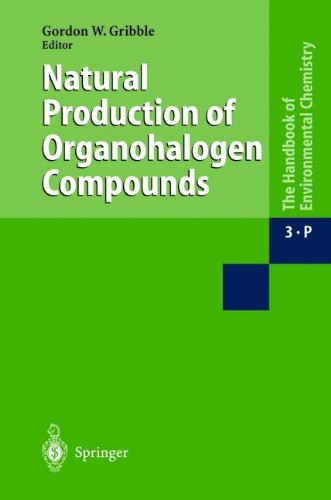 Gordon W. Gribble
Editor
Natural
Production of
Organohalogen
Compounds
The Handbook of
Environmental Chemistry
3·P
Springer